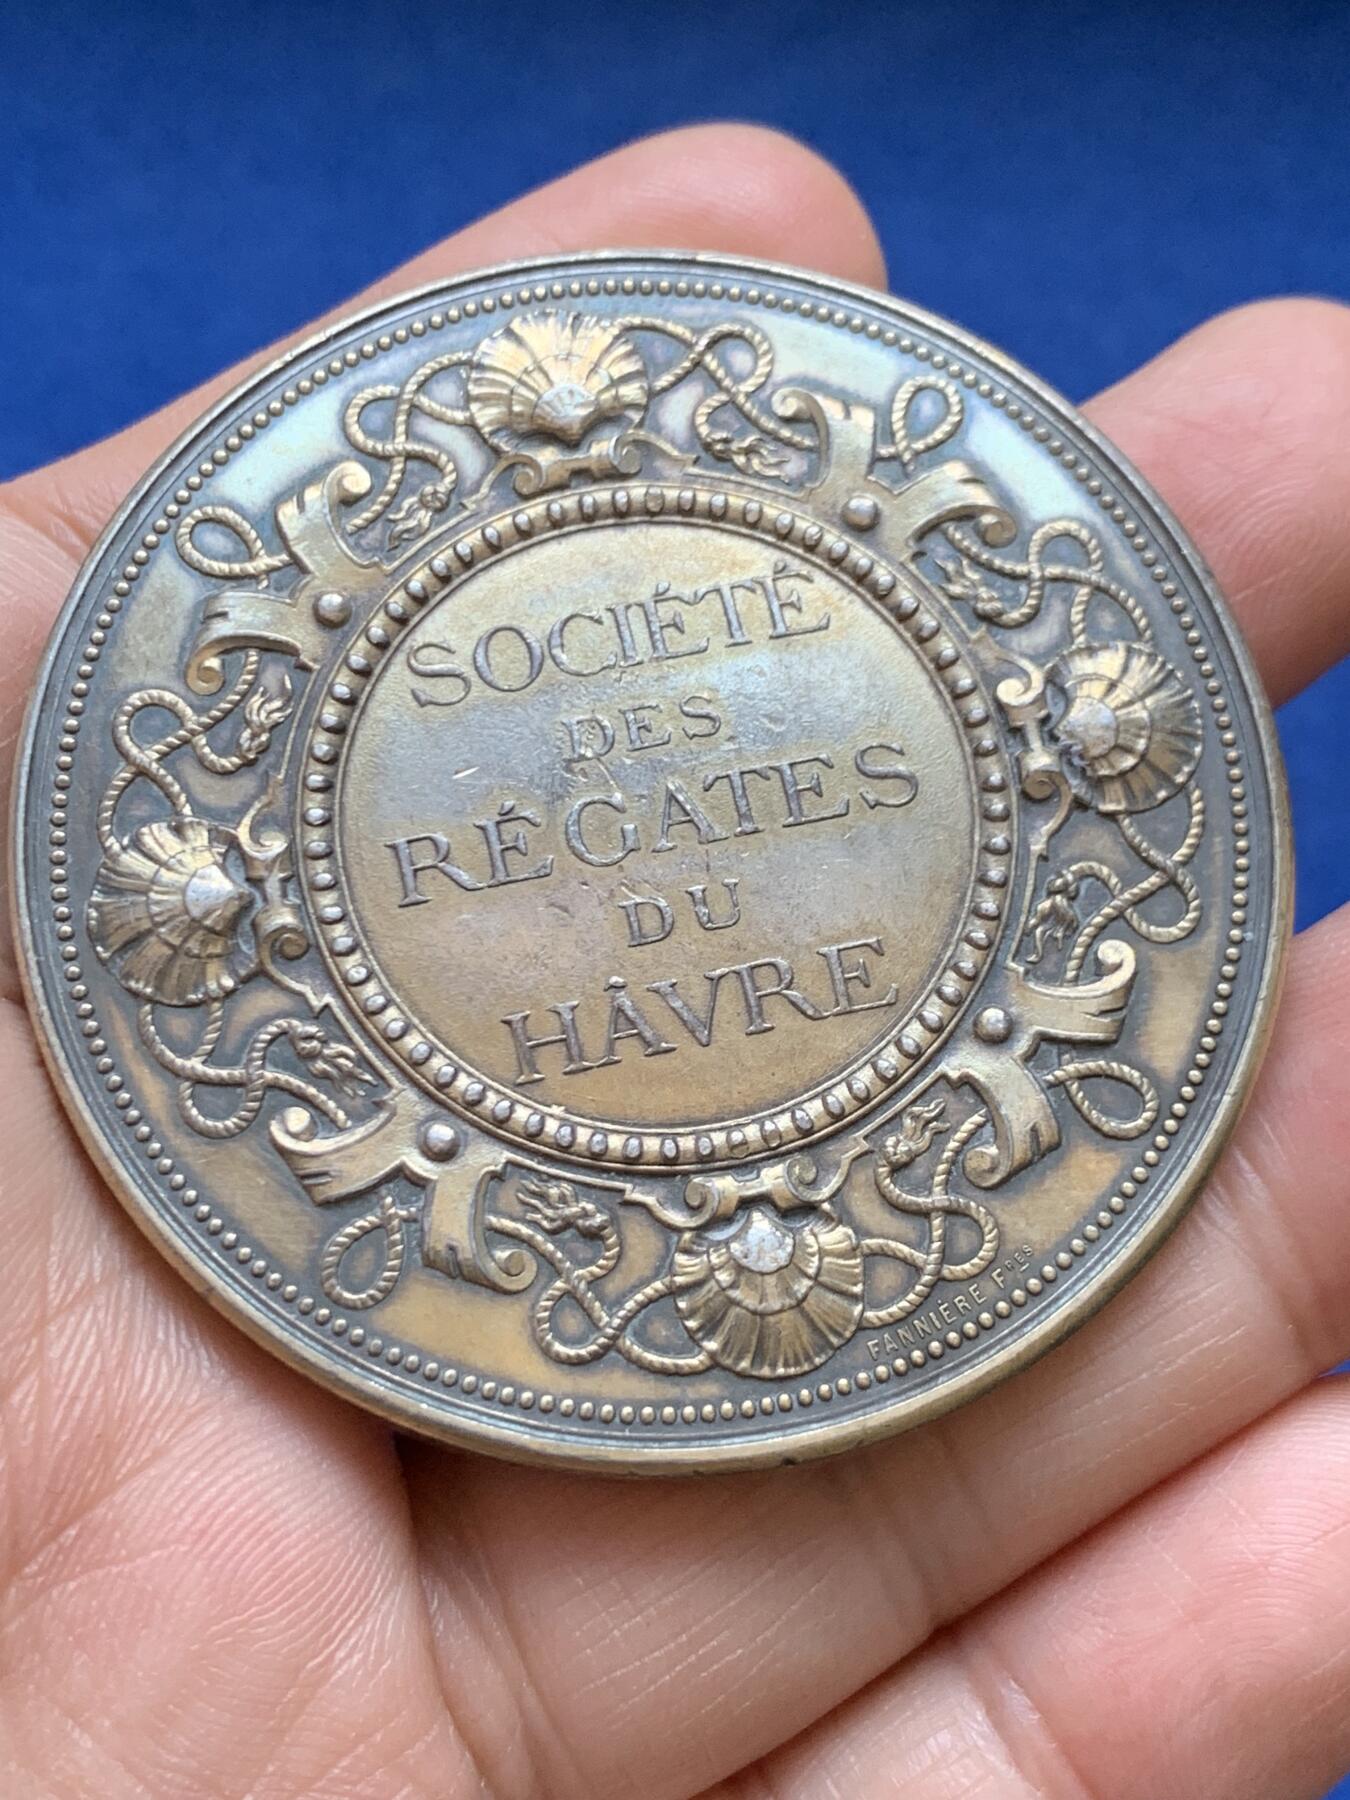 SOCIÉTÉ
DES
RÉGATES
DU
HÂVRE
FANNIÈRE FRES